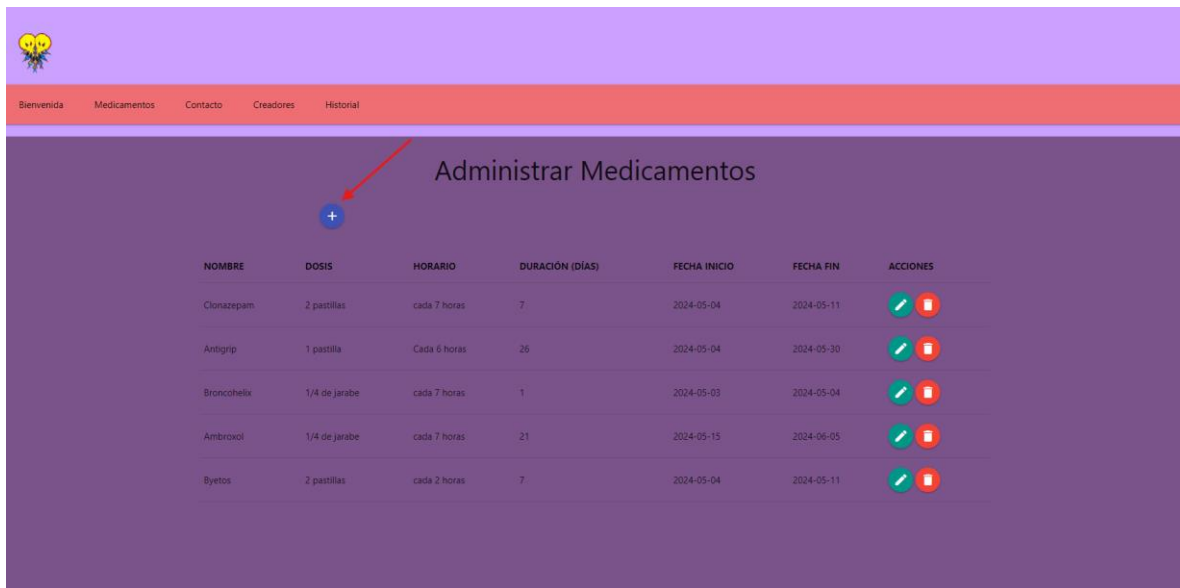 Bienvenida Medicamentos Contacto Creadores Historial
Administrar Medicamentos
+
NOMBRE DOSIS HORARIO DURACIÓN (DÍAS) FECHA INICIO FECHA FIN ACCIONES
Clonazepam 2 pastillas cada 7 horas 7 2024-05-04 2024-05-11
Antigrip 1 pastilla Cada 6 horas 26 2024-05-04 2024-05-30
Broncohelix 1/4 de jarabe cada 7 horas 1 2024-05-03 2024-05-04
Ambroxol 1/4 de jarabe cada 7 horas 21 2024-05-15 2024-06-05
Byetos 2 pastillas cada 2 horas 7 2024-05-04 2024-05-11